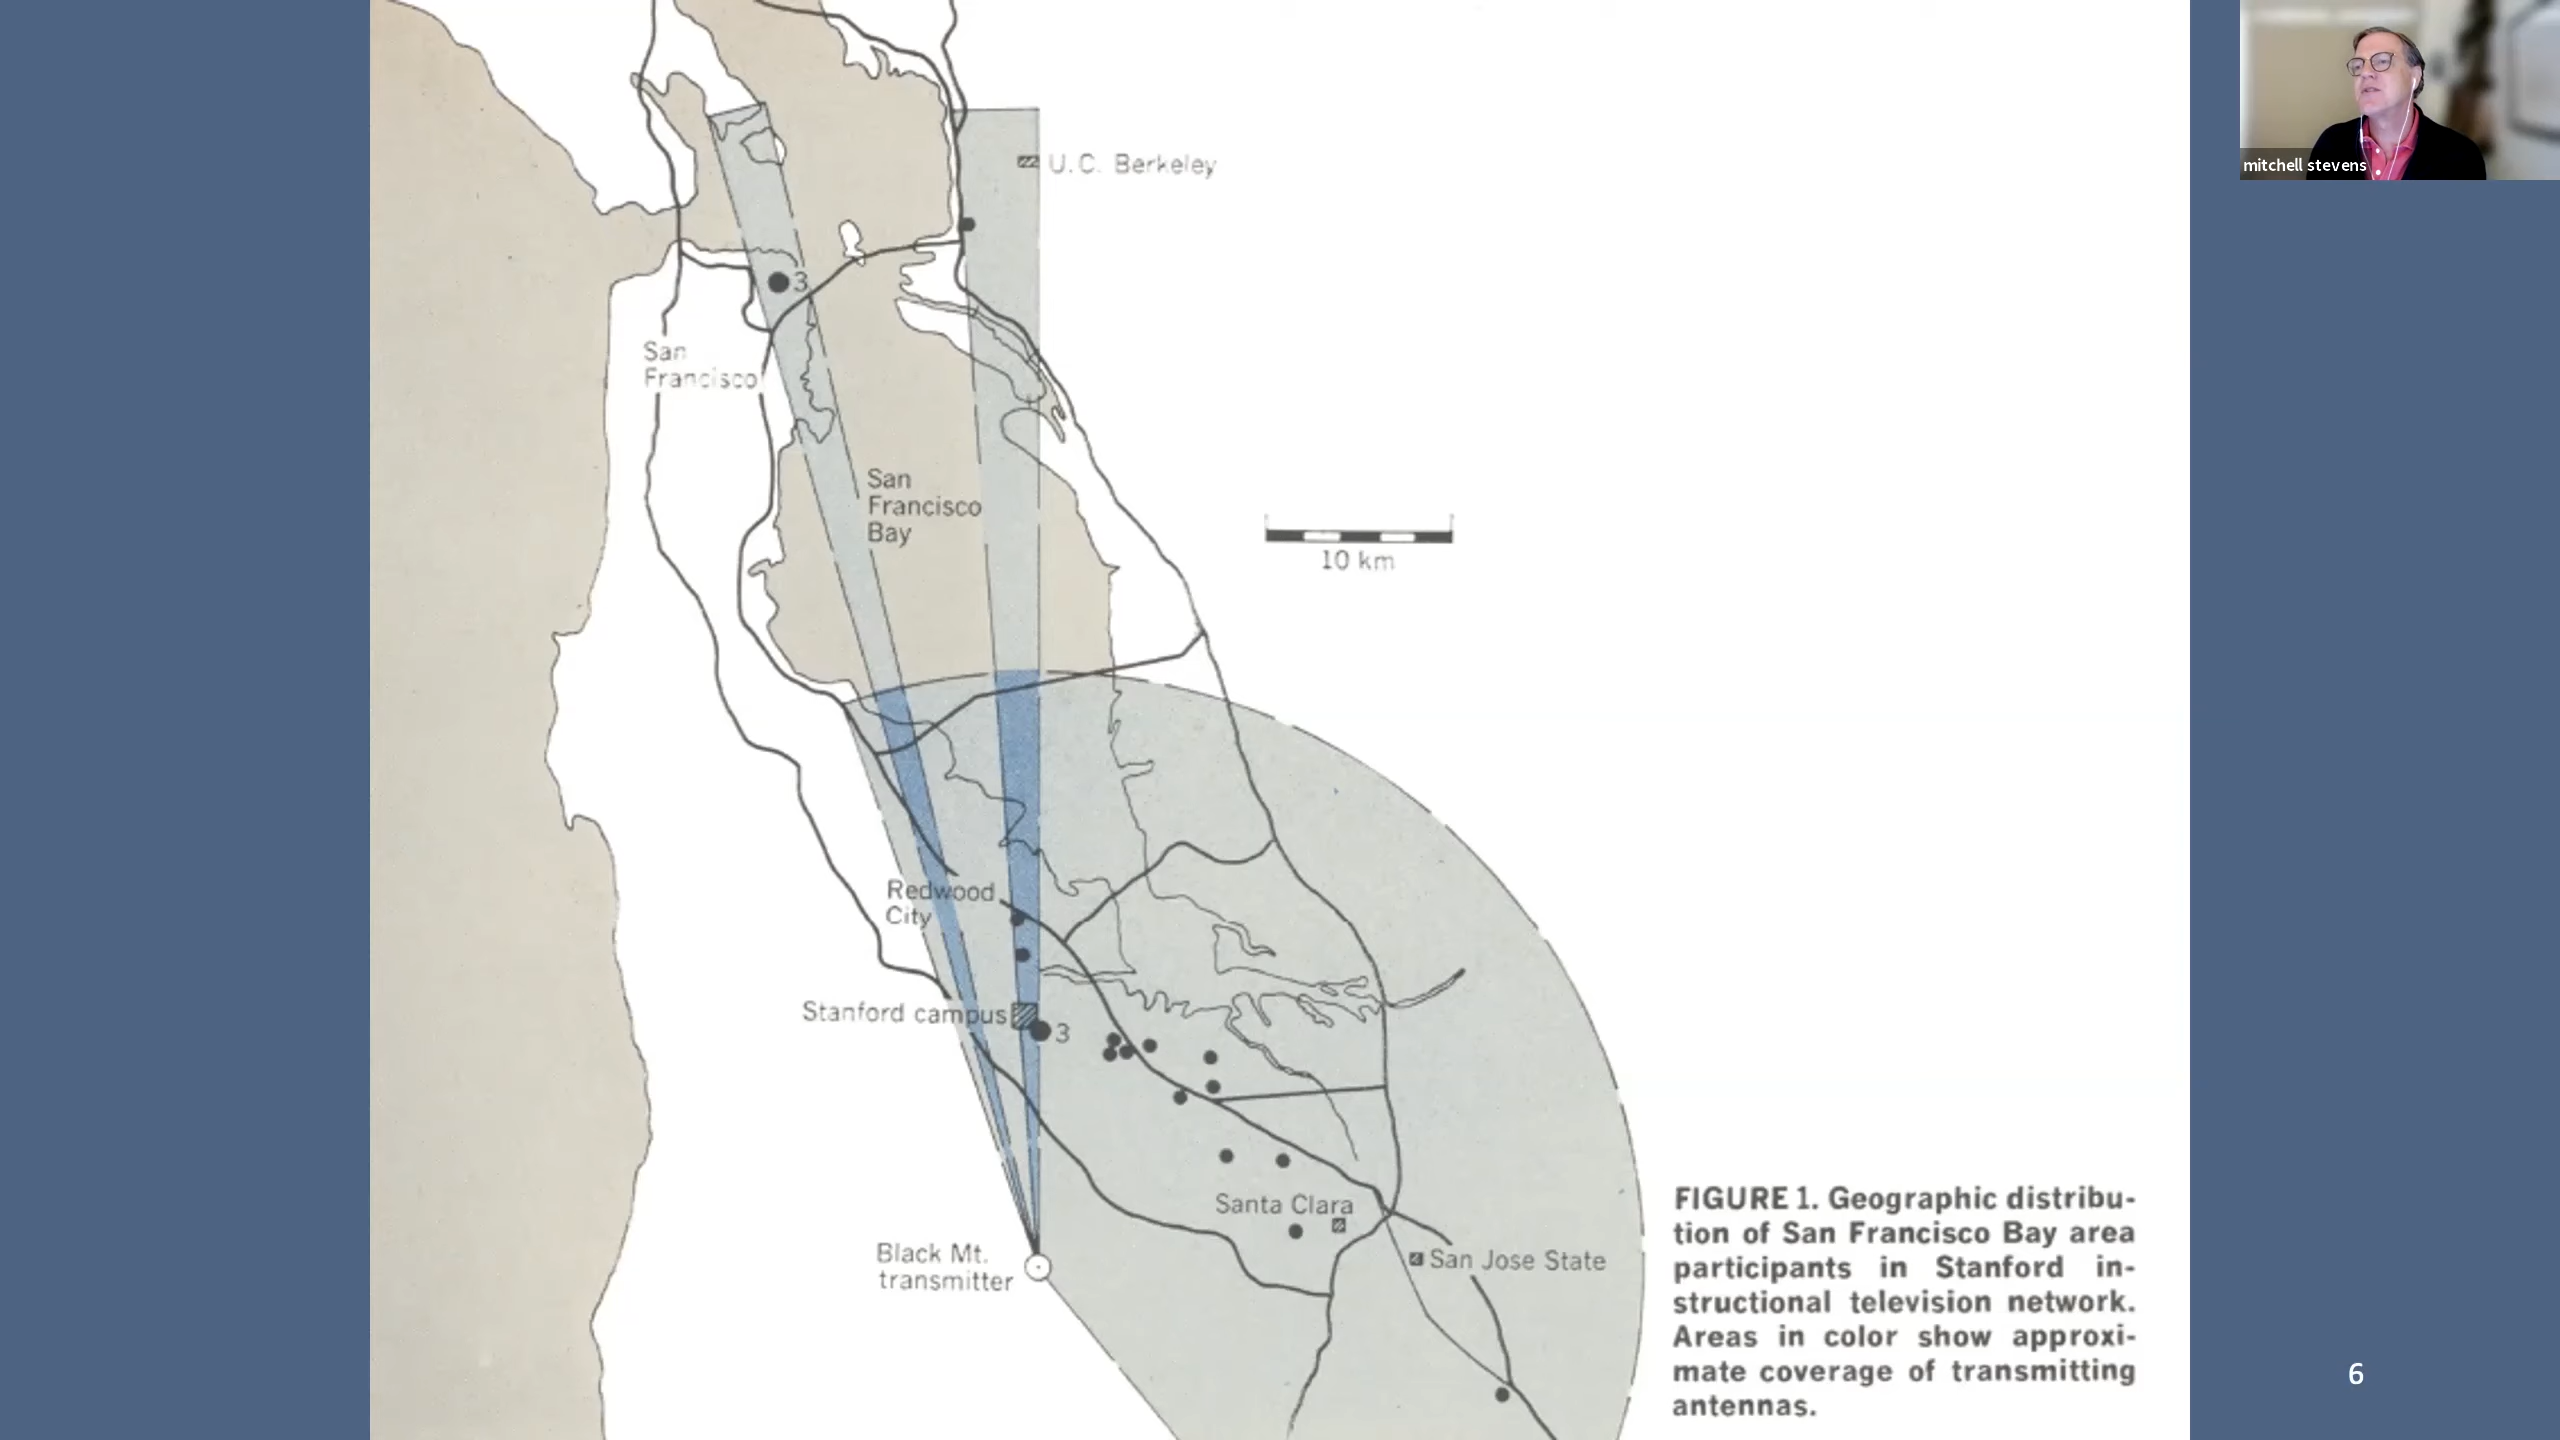 mitchell stevens
U.C. Berkeley
3
San
Francisco
San
Francisco
Bay
10 km
Redwood
City
Stanford campus
3
Santa Clara
San Jose State
Black Mt.
transmitter
FIGURE 1. Geographic distribu-
tion of San Francisco Bay area
participants in Stanford in-
structional television network.
Areas in color show approxi-
mate coverage of transmitting
antennas.
6